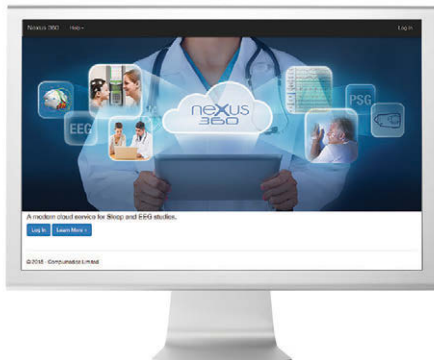 Nexus 360 Help
Log In
nexus
360
EEG
PSG
A modern cloud service for Sleep and EEG studies.
Log In Learn More ›
© 2018 - Compumedics Limited